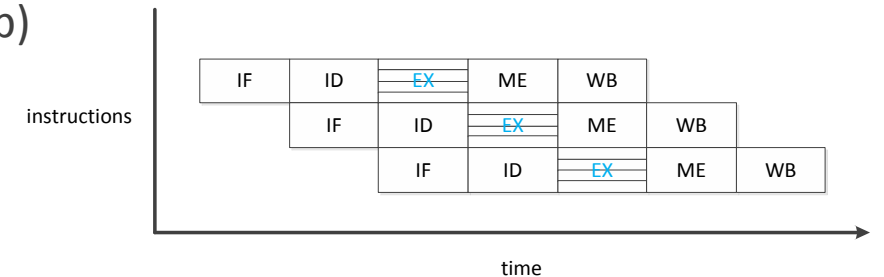 b)
IF ID EX ME WB
instructions
IF ID EX ME WB
IF ID EX ME WB
time